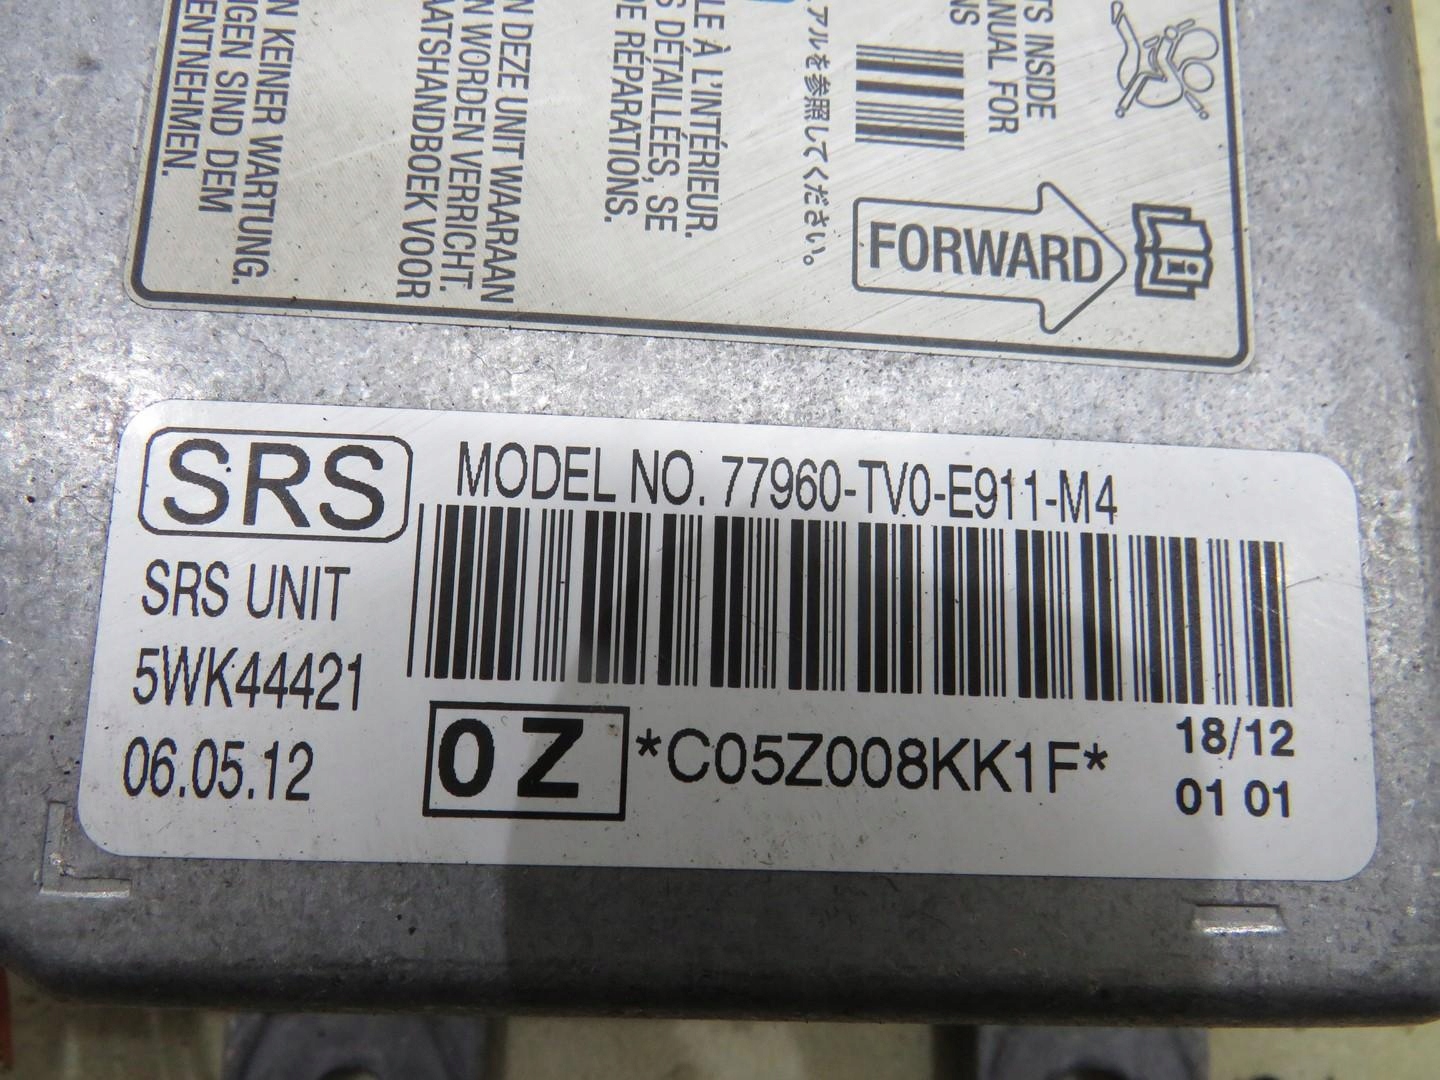 N KEINER WARTUNG.
GEN SIND DEM
ENTNEHMEN.
DEZE UNIT WAARAAN
N WORDEN VERRICHT.
AATSHANDBOEK VOOR
LE À L'INTÉRIEUR.
S DÉTAILLÉES, SE
DE RÉPARATIONS.
アルを参照してください。
TS INSIDE
ANUAL FOR
NS
FORWARD
SRS
MODEL NO. 77960-TV0-E911-M4
SRS UNIT
5WK44421
06.05.12
0Z
*C05Z008KK1F*
18/12
01 01